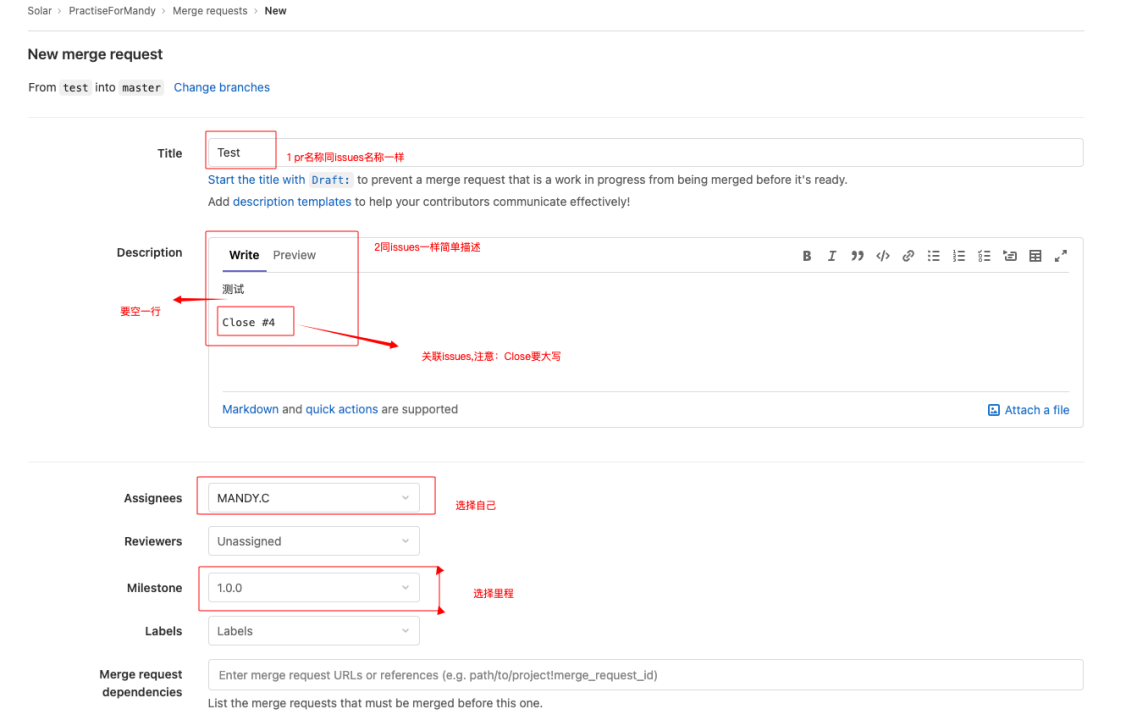 Solar > PractiseForMandy > Merge requests > New
New merge request
From test into master Change branches
Title
Test
1 pr名称同issues名称一样
Start the title with Draft: to prevent a merge request that is a work in progress from being merged before it's ready.
Add description templates to help your contributors communicate effectively!
Description
Write Preview
2同issues一样简单描述
测试
要空一行
Close #4
关联issues,注意：Close要大写
Markdown and quick actions are supported
Attach a file
Assignees
MANDY.C
选择自己
Reviewers
Unassigned
Milestone
1.0.0
选择里程
Labels
Labels
Merge request
dependencies
Enter merge request URLs or references (e.g. path/to/project!merge_request_id)
List the merge requests that must be merged before this one.